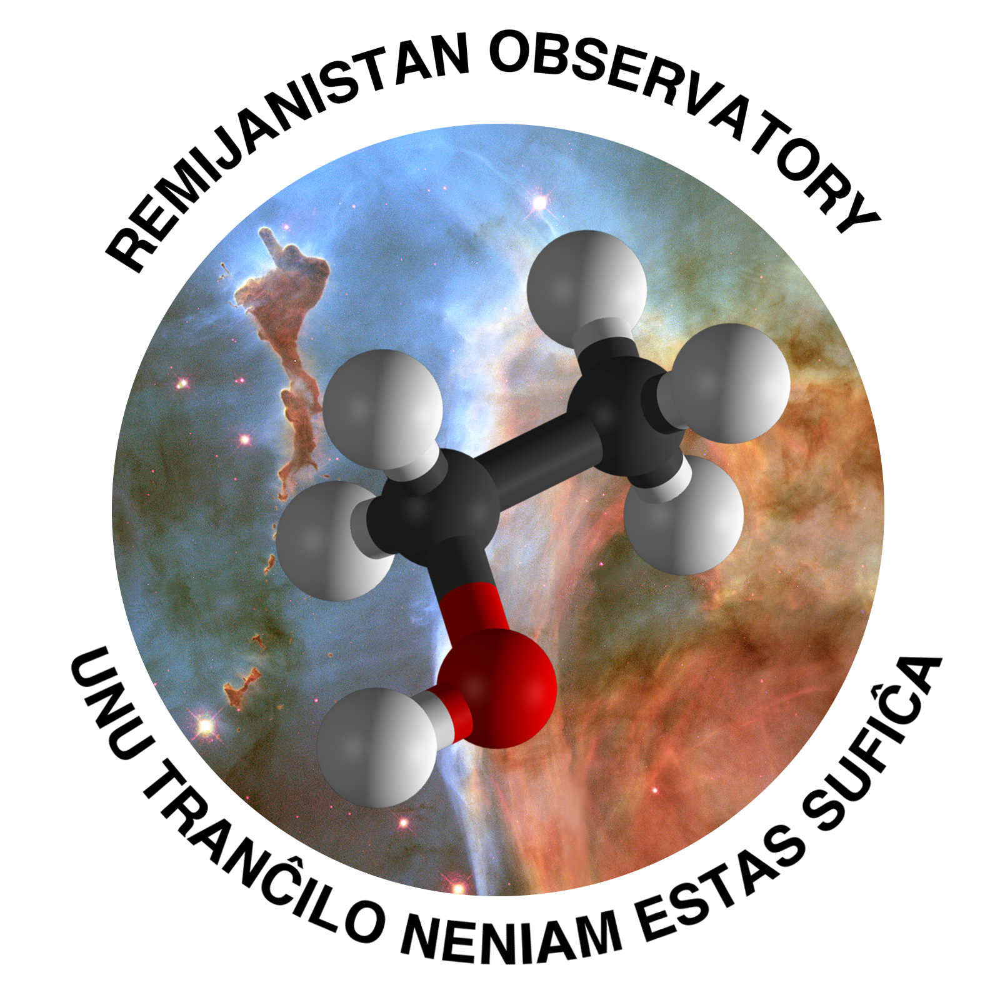 REMIJANISTAN OBSERVATORY
UNU TRANĈILO NENIAM ESTAS SUFIĈA